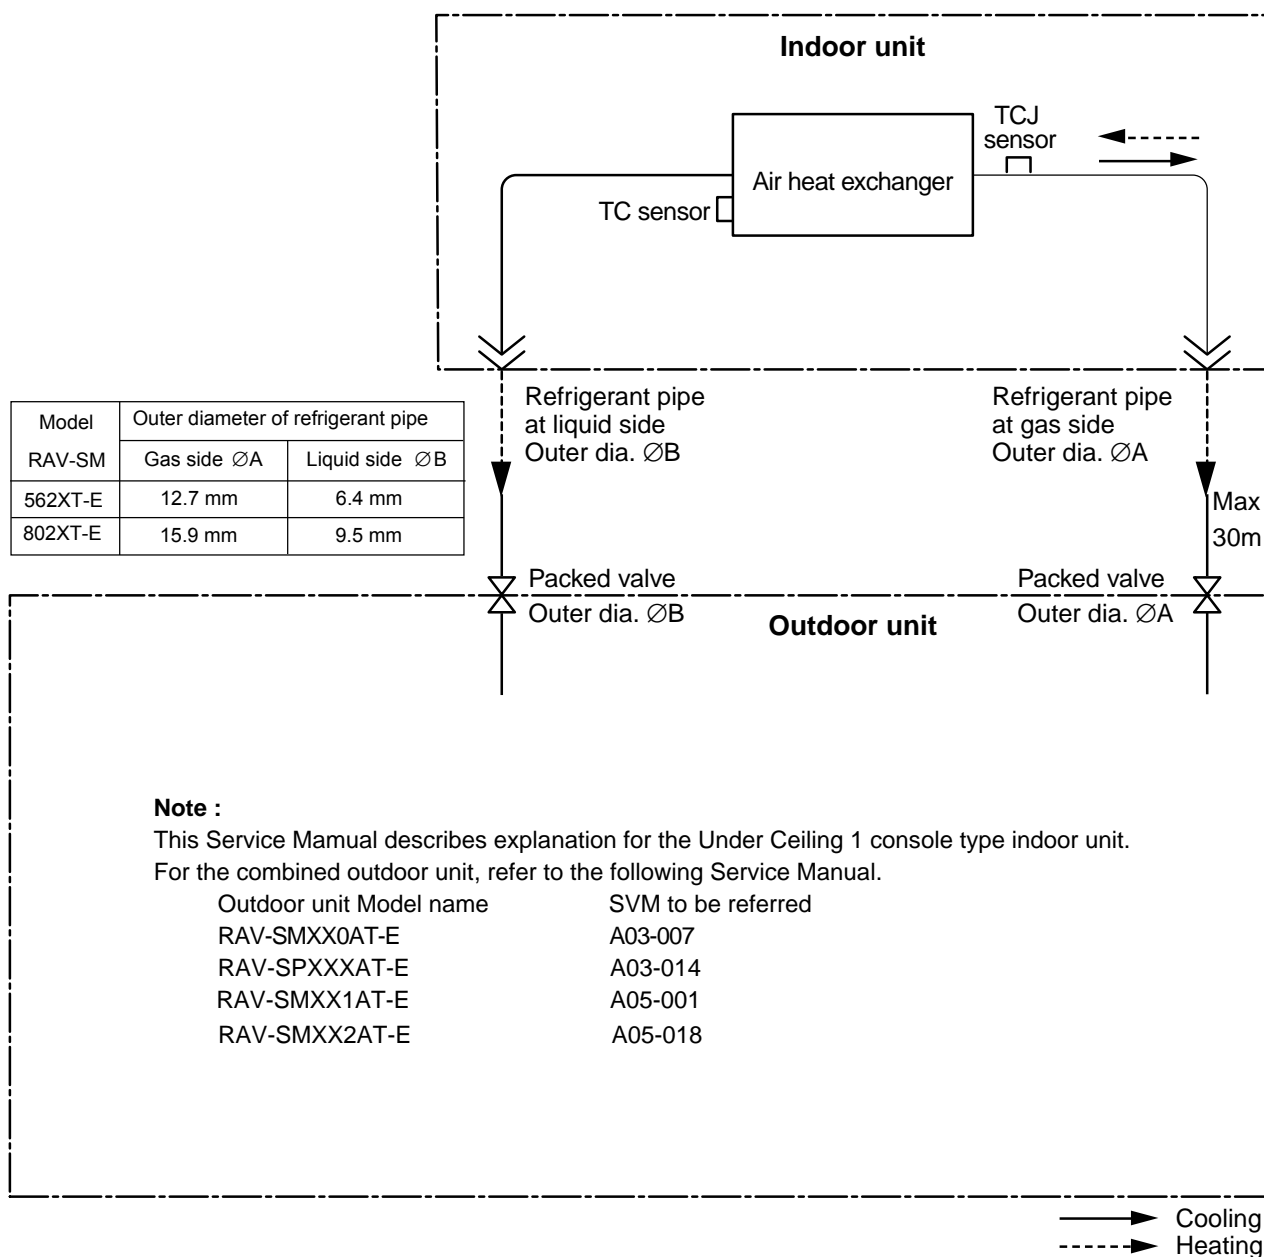 Indoor unit
TCJ
sensor
Air heat exchanger
TC sensor
Refrigerant pipe
at liquid side
Outer dia. ∅B
Refrigerant pipe
at gas side
Outer dia. ∅A
Model Outer diameter of refrigerant pipe
RAV-SM Gas side ∅A Liquid side ∅B
562XT-E 12.7 mm 6.4 mm
802XT-E 15.9 mm 9.5 mm
Max
30m
Packed valve
Outer dia. ∅B
Packed valve
Outer dia. ∅A
Outdoor unit
Note :
This Service Mamual describes explanation for the Under Ceiling 1 console type indoor unit.
For the combined outdoor unit, refer to the following Service Manual.
Outdoor unit Model name SVM to be referred
RAV-SMXX0AT-E A03-007
RAV-SPXXXAT-E A03-014
RAV-SMXX1AT-E A05-001
RAV-SMXX2AT-E A05-018
Cooling
Heating